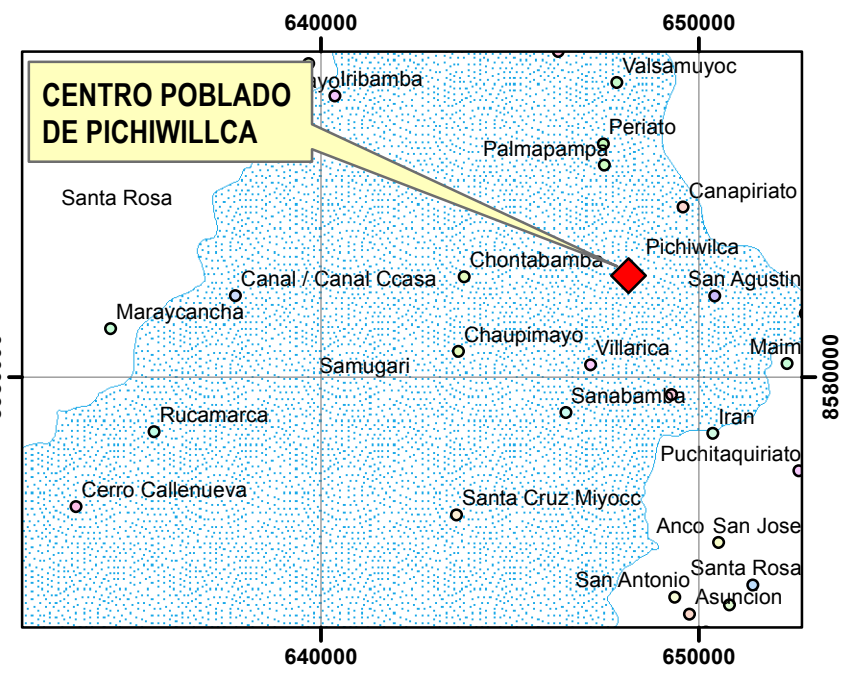 640000
650000
Valsamuyoc
ayo
Iribamba
CENTRO POBLADO
DE PICHIWILLCA
Periato
Palmapampa
Santa Rosa
Canapiriato
Pichiwilca
Chontabamba
Canal / Canal Ccasa
San Agustin
Maraycancha
Chaupimayo
Villarica
Maim
Samugari
8580000
Sanabamba
Rucamarca
Iran
Puchitaquiriato
Cerro Callenueva
Santa Cruz Miyocc
Anco
San Jose
San Antonio
Santa Rosa
Asuncion
640000
650000